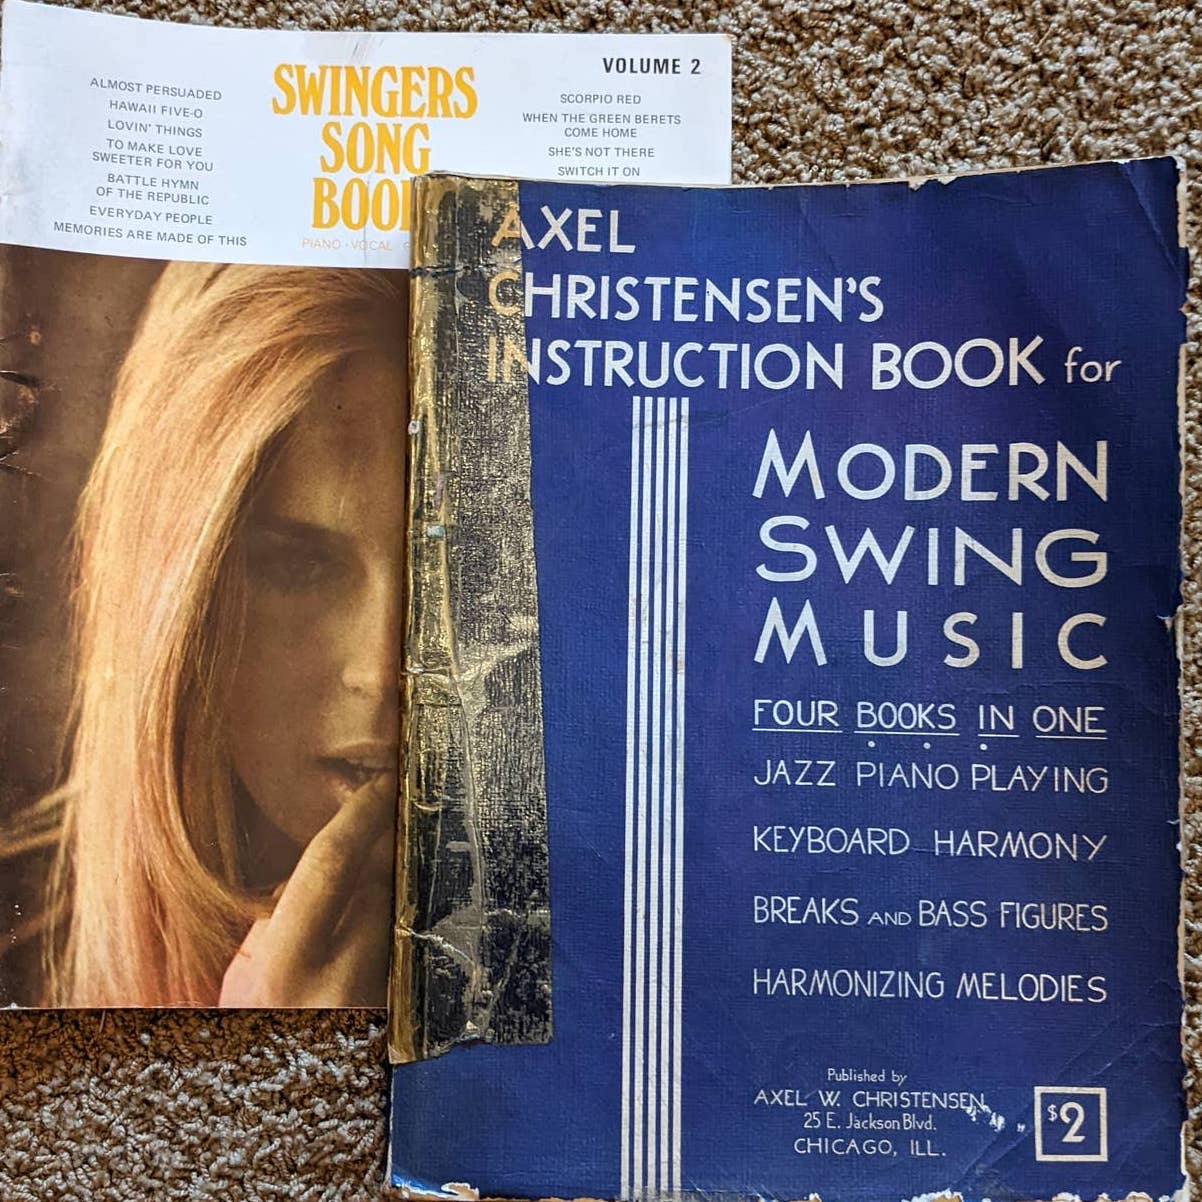 VOLUME 2
SWINGERS
SONG
ALMOST PERSUADED
HAWAII FIVE-O
LOVIN' THINGS
TO MAKE LOVE
SWEETER FOR YOU
BATTLE HYMN
OF THE REPUBLIC
EVERYDAY PEOPLE
MEMORIES ARE MADE OF THIS
PIANO · VOCAL
SCORPIO RED
WHEN THE GREEN BERETS
COME HOME
SHE'S NOT THERE
SWITCH IT ON
AXEL
CHRISTENSEN'S
INSTRUCTION BOOK for
MODERN
SWING
MUSIC
FOUR BOOKS IN ONE
JAZZ PIANO PLAYING
KEYBOARD HARMONY
BREAKS AND BASS FIGURES
HARMONIZING MELODIES
Published by
AXEL W. CHRISTENSEN
25 E. Jackson Blvd.
CHICAGO, ILL.
$2